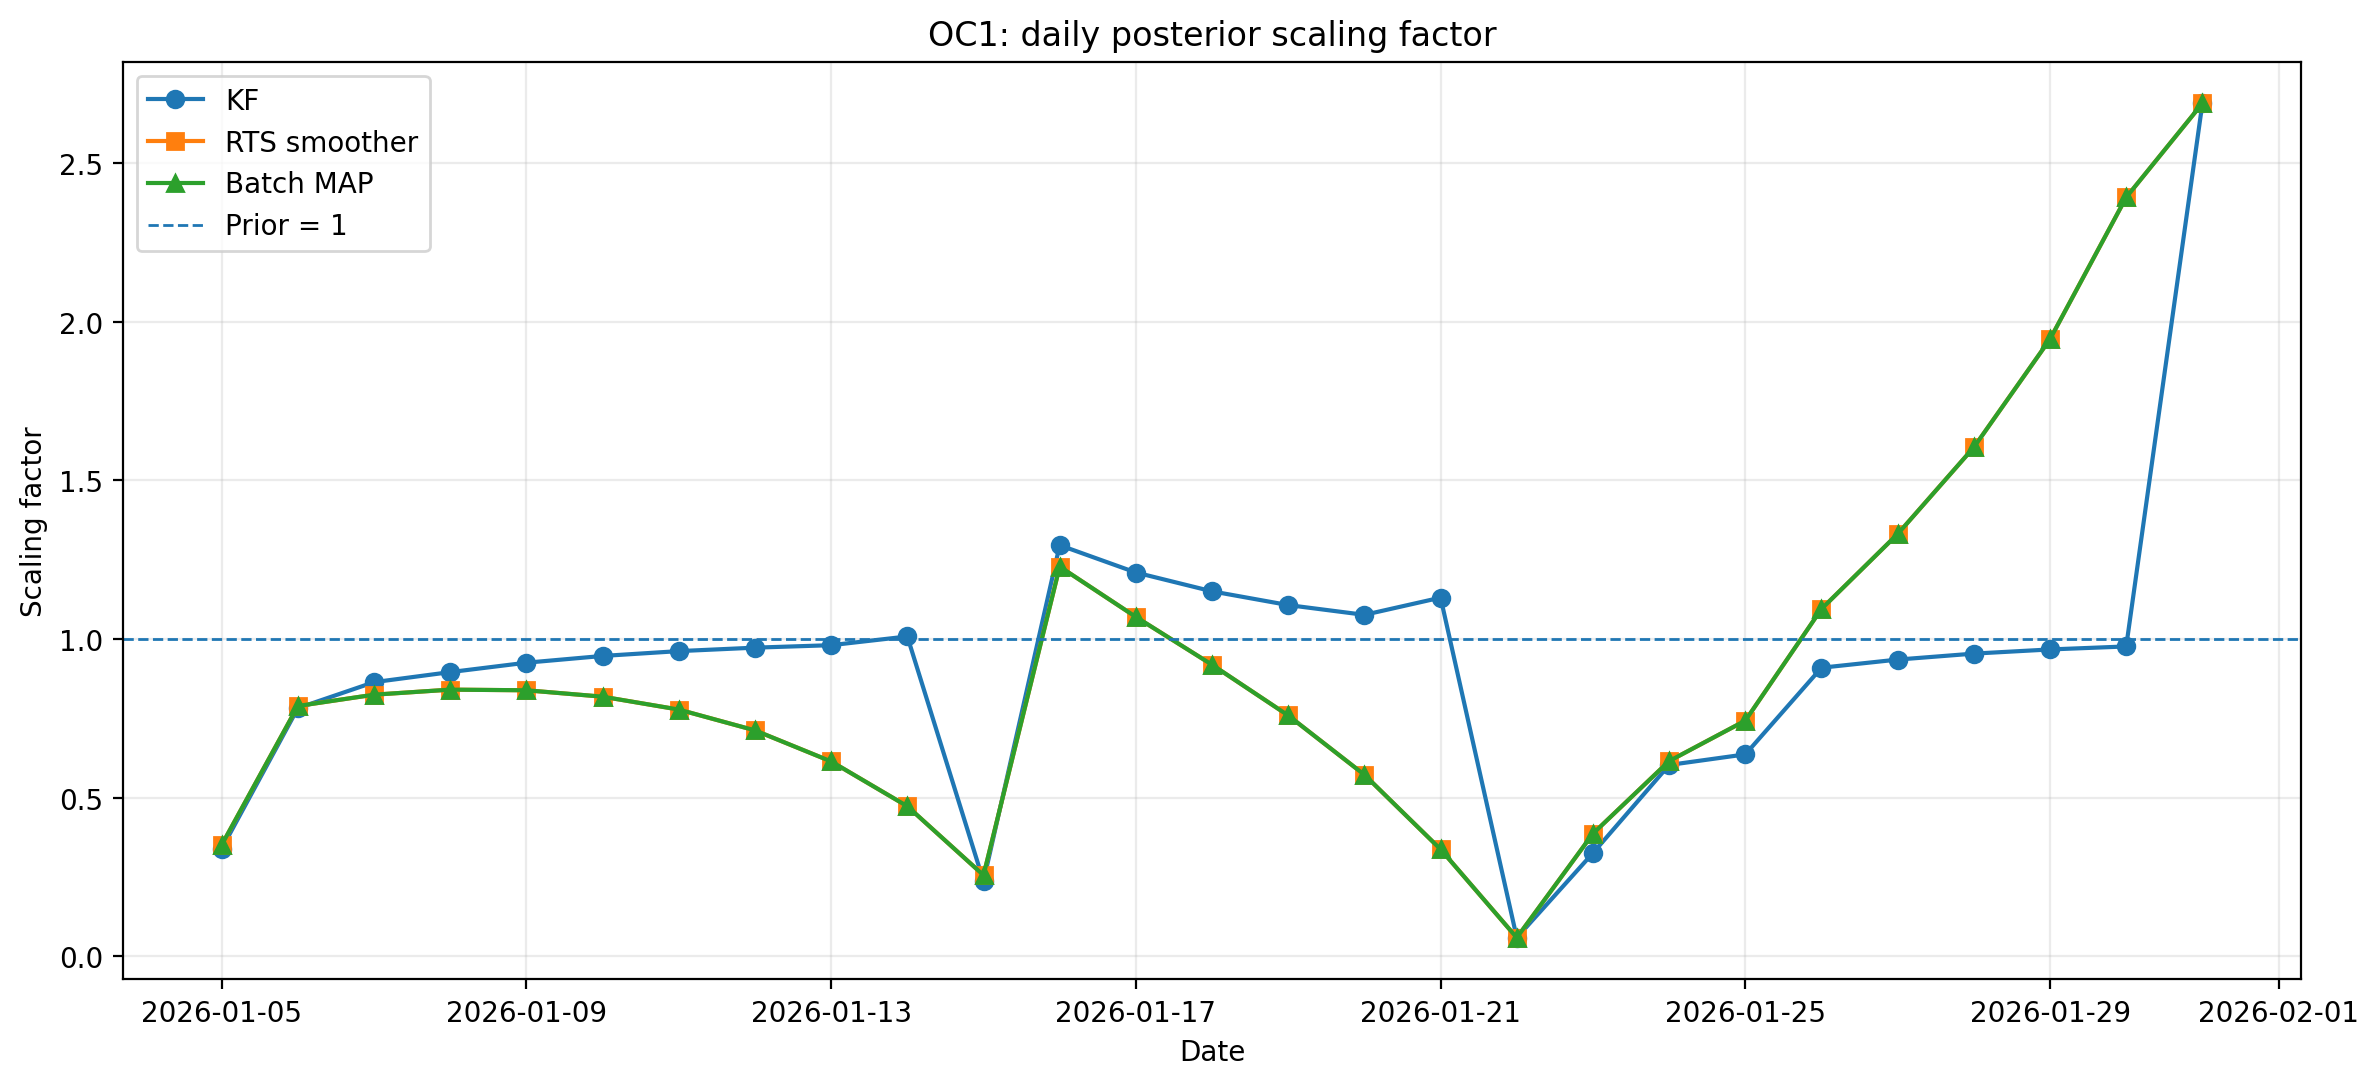 OC1: daily posterior scaling factor
KF
RTS smoother
Batch MAP
Prior = 1
Scaling factor
2.5
2.0
1.5
1.0
0.5
0.0
2026-01-05 2026-01-09 2026-01-13 2026-01-17 2026-01-21 2026-01-25 2026-01-29 2026-02-01
Date